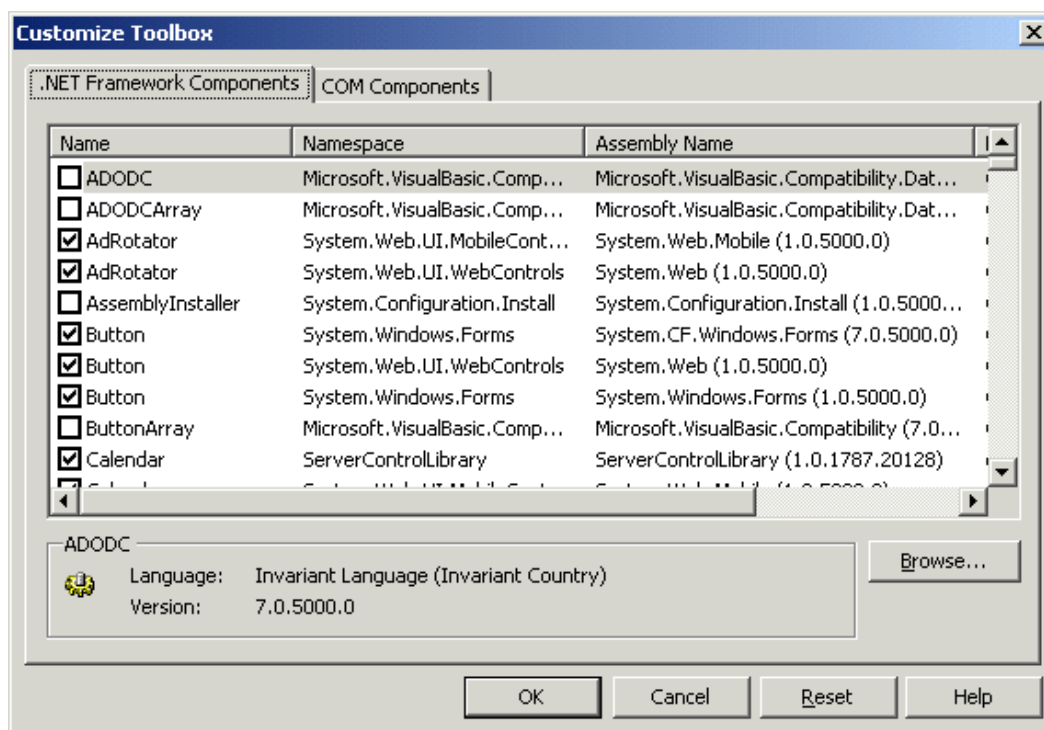 Customize Toolbox
.NET Framework Components COM Components
Name Namespace Assembly Name
ADODC Microsoft.VisualBasic.Comp... Microsoft.VisualBasic.Compatibility.Dat...
ADODCArray Microsoft.VisualBasic.Comp... Microsoft.VisualBasic.Compatibility.Dat...
AdRotator System.Web.UI.MobileCont... System.Web.Mobile (1.0.5000.0)
AdRotator System.Web.UI.WebControls System.Web (1.0.5000.0)
AssemblyInstaller System.Configuration.Install System.Configuration.Install (1.0.5000...
Button System.Windows.Forms System.CF.Windows.Forms (7.0.5000.0)
Button System.Web.UI.WebControls System.Web (1.0.5000.0)
Button System.Windows.Forms System.Windows.Forms (1.0.5000.0)
ButtonArray Microsoft.VisualBasic.Comp... Microsoft.VisualBasic.Compatibility (7.0...
Calendar ServerControlLibrary ServerControlLibrary (1.0.1787.20128)
ADODC
Language: Invariant Language (Invariant Country)
Browse...
Version: 7.0.5000.0
OK Cancel Reset Help